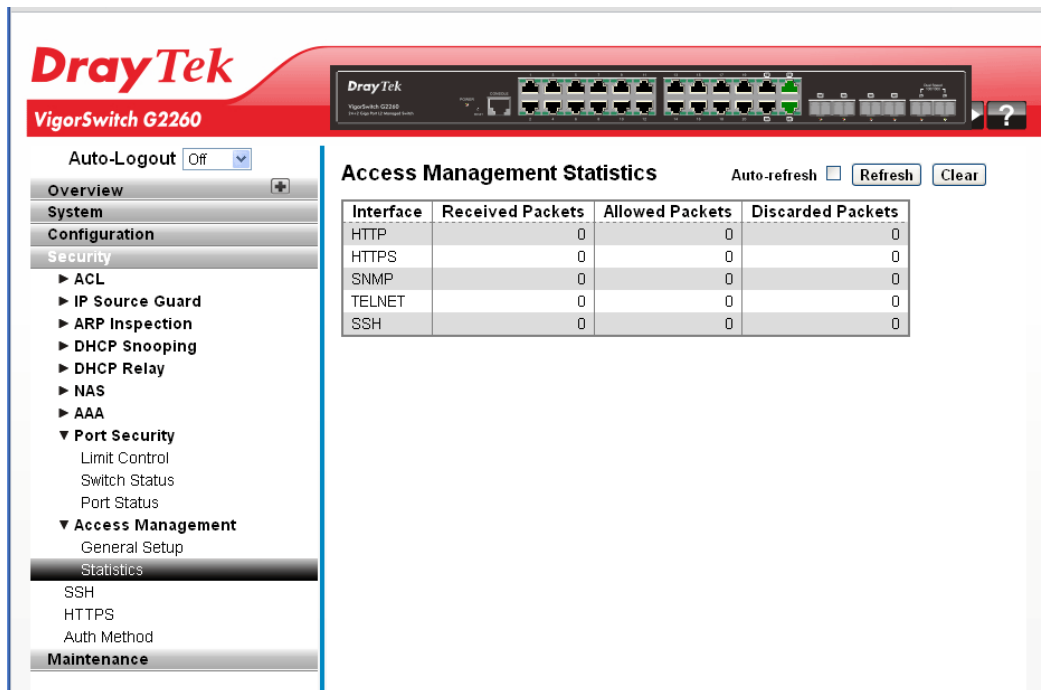 DrayTek
VigorSwitch G2260
DrayTek
VigorSwitch G2260
CONSOLE
POWER
?
Auto-Logout Off
Overview
System
Configuration
Security
ACL
IP Source Guard
ARP Inspection
DHCP Snooping
DHCP Relay
NAS
AAA
Port Security
Limit Control
Switch Status
Port Status
Access Management
General Setup
Statistics
SSH
HTTPS
Auth Method
Maintenance
Access Management Statistics Auto-refresh Refresh Clear
Interface Received Packets Allowed Packets Discarded Packets
HTTP 0 0 0
HTTPS 0 0 0
SNMP 0 0 0
TELNET 0 0 0
SSH 0 0 0